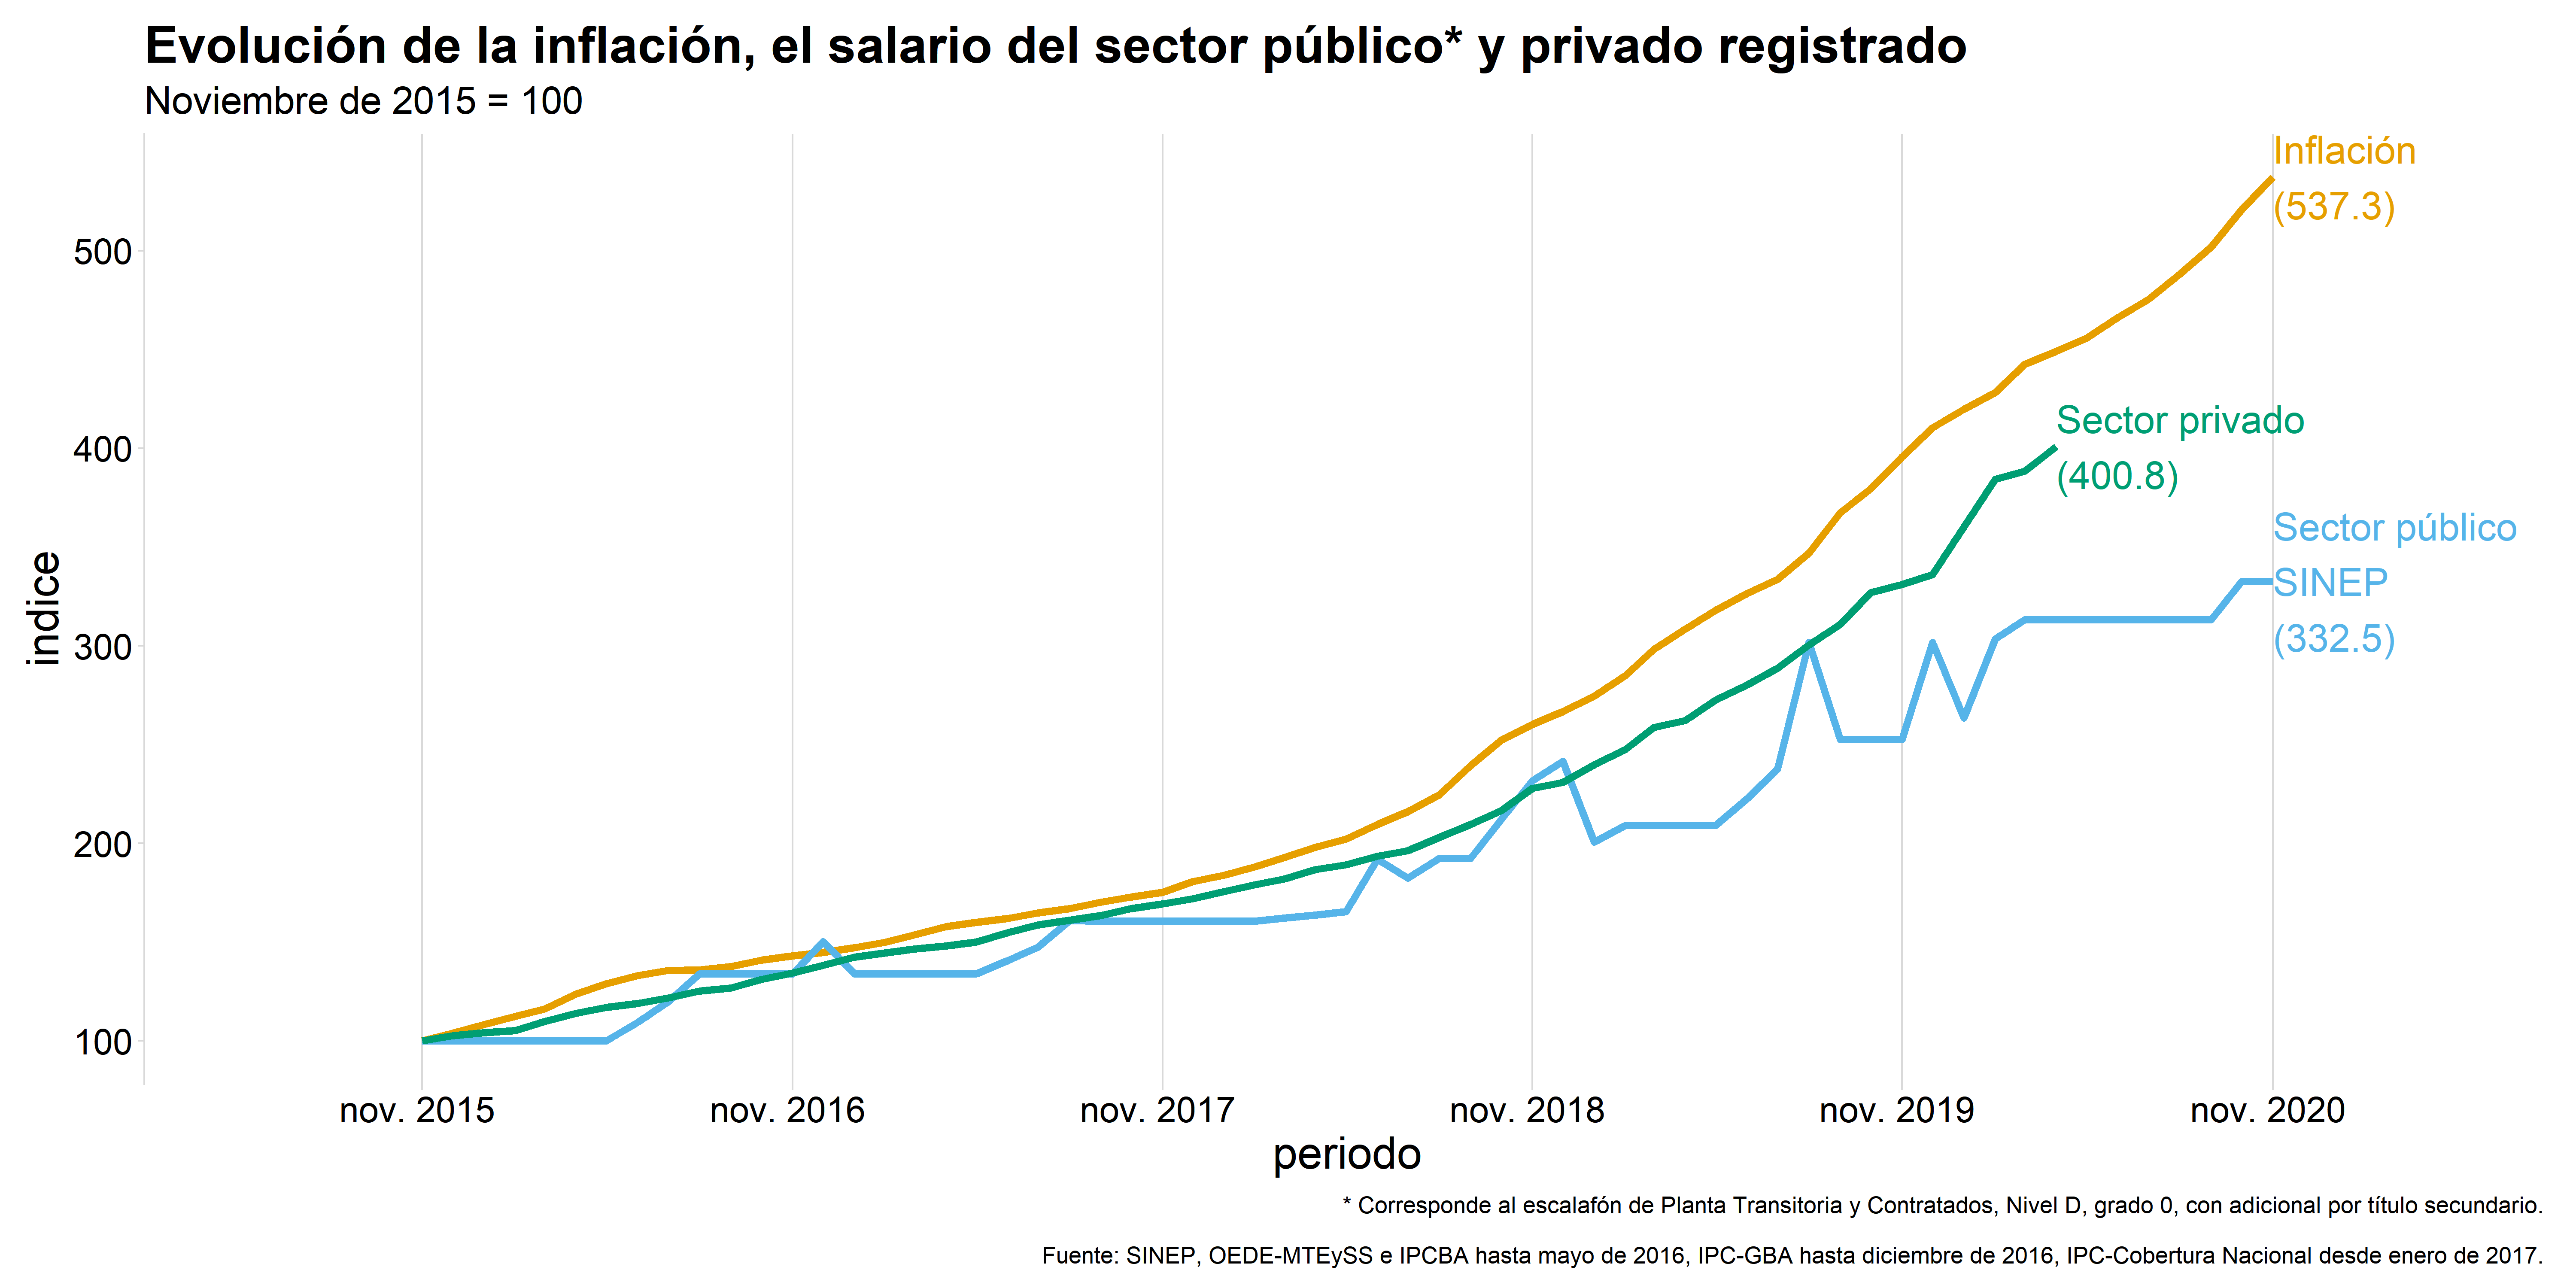 Evolución de la inflación, el salario del sector público* y privado registrado
Noviembre de 2015 = 100
Inflación
(537.3)
Sector privado
(400.8)
Sector público
SINEP
(332.5)
indice
500
400
300
200
100
nov. 2015
nov. 2016
nov. 2017
nov. 2018
nov. 2019
nov. 2020
periodo
* Corresponde al escalafón de Planta Transitoria y Contratados, Nivel D, grado 0, con adicional por título secundario.
Fuente: SINEP, OEDE-MTEySS e IPCBA hasta mayo de 2016, IPC-GBA hasta diciembre de 2016, IPC-Cobertura Nacional desde enero de 2017.